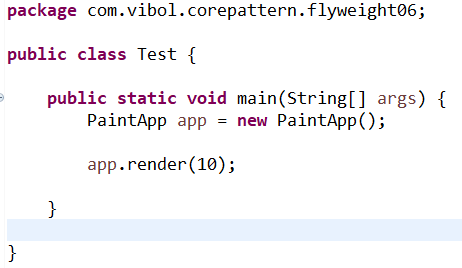 package com.vibol.corepattern.flyweight06;
public class Test {
public static void main(String[] args) {
PaintApp app = new PaintApp();
app.render(10);
}
}